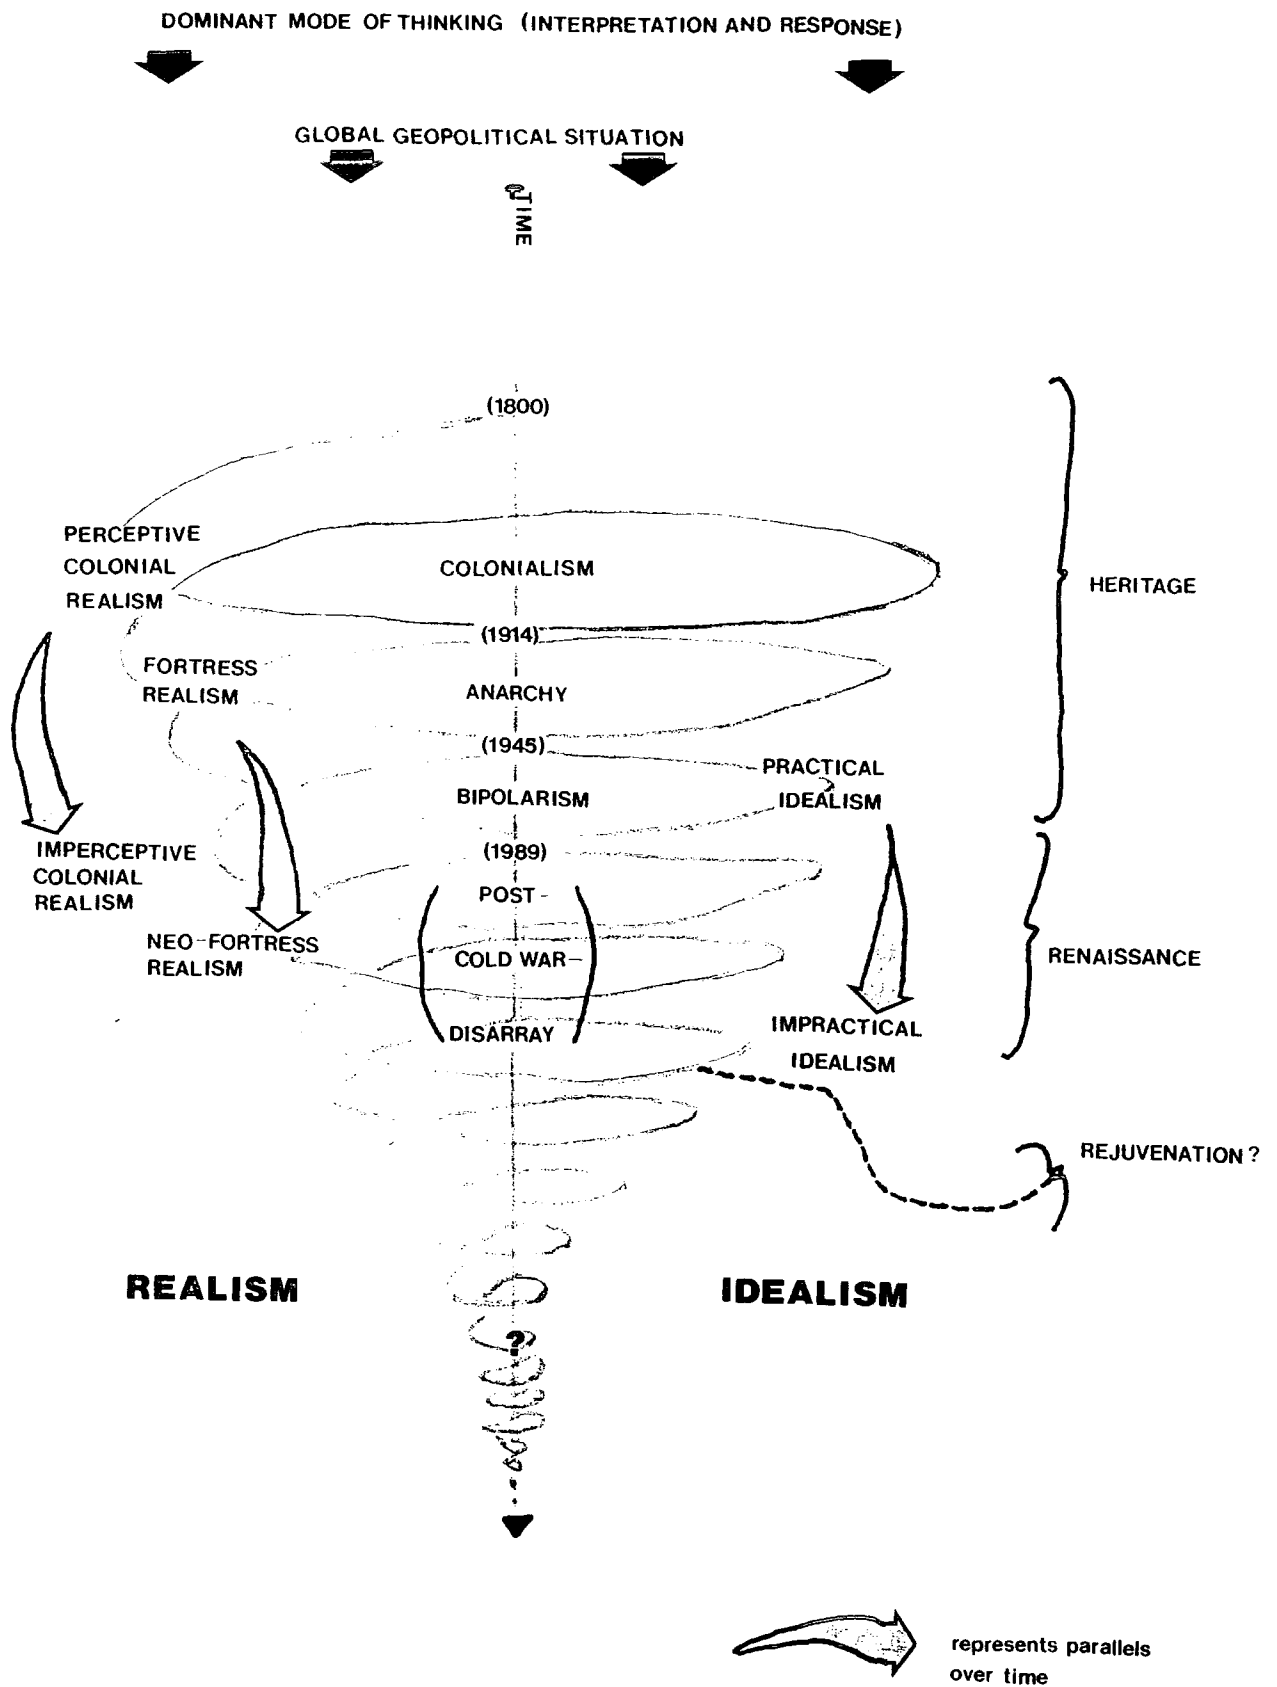 DOMINANT MODE OF THINKING (INTERPRETATION AND RESPONSE)
GLOBAL GEOPOLITICAL SITUATION
TIME
(1800)
PERCEPTIVE
COLONIAL
REALISM
COLONIALISM
HERITAGE
(1914)
FORTRESS
REALISM
ANARCHY
(1945)
PRACTICAL
IDEALISM
BIPOLARISM
(1989)
IMPERCEPTIVE
COLONIAL
REALISM
POST-
COLD WAR-
DISARRAY
NEO-FORTRESS
REALISM
RENAISSANCE
IMPRACTICAL
IDEALISM
REJUVENATION?
REALISM
IDEALISM
?
represents parallels
over time